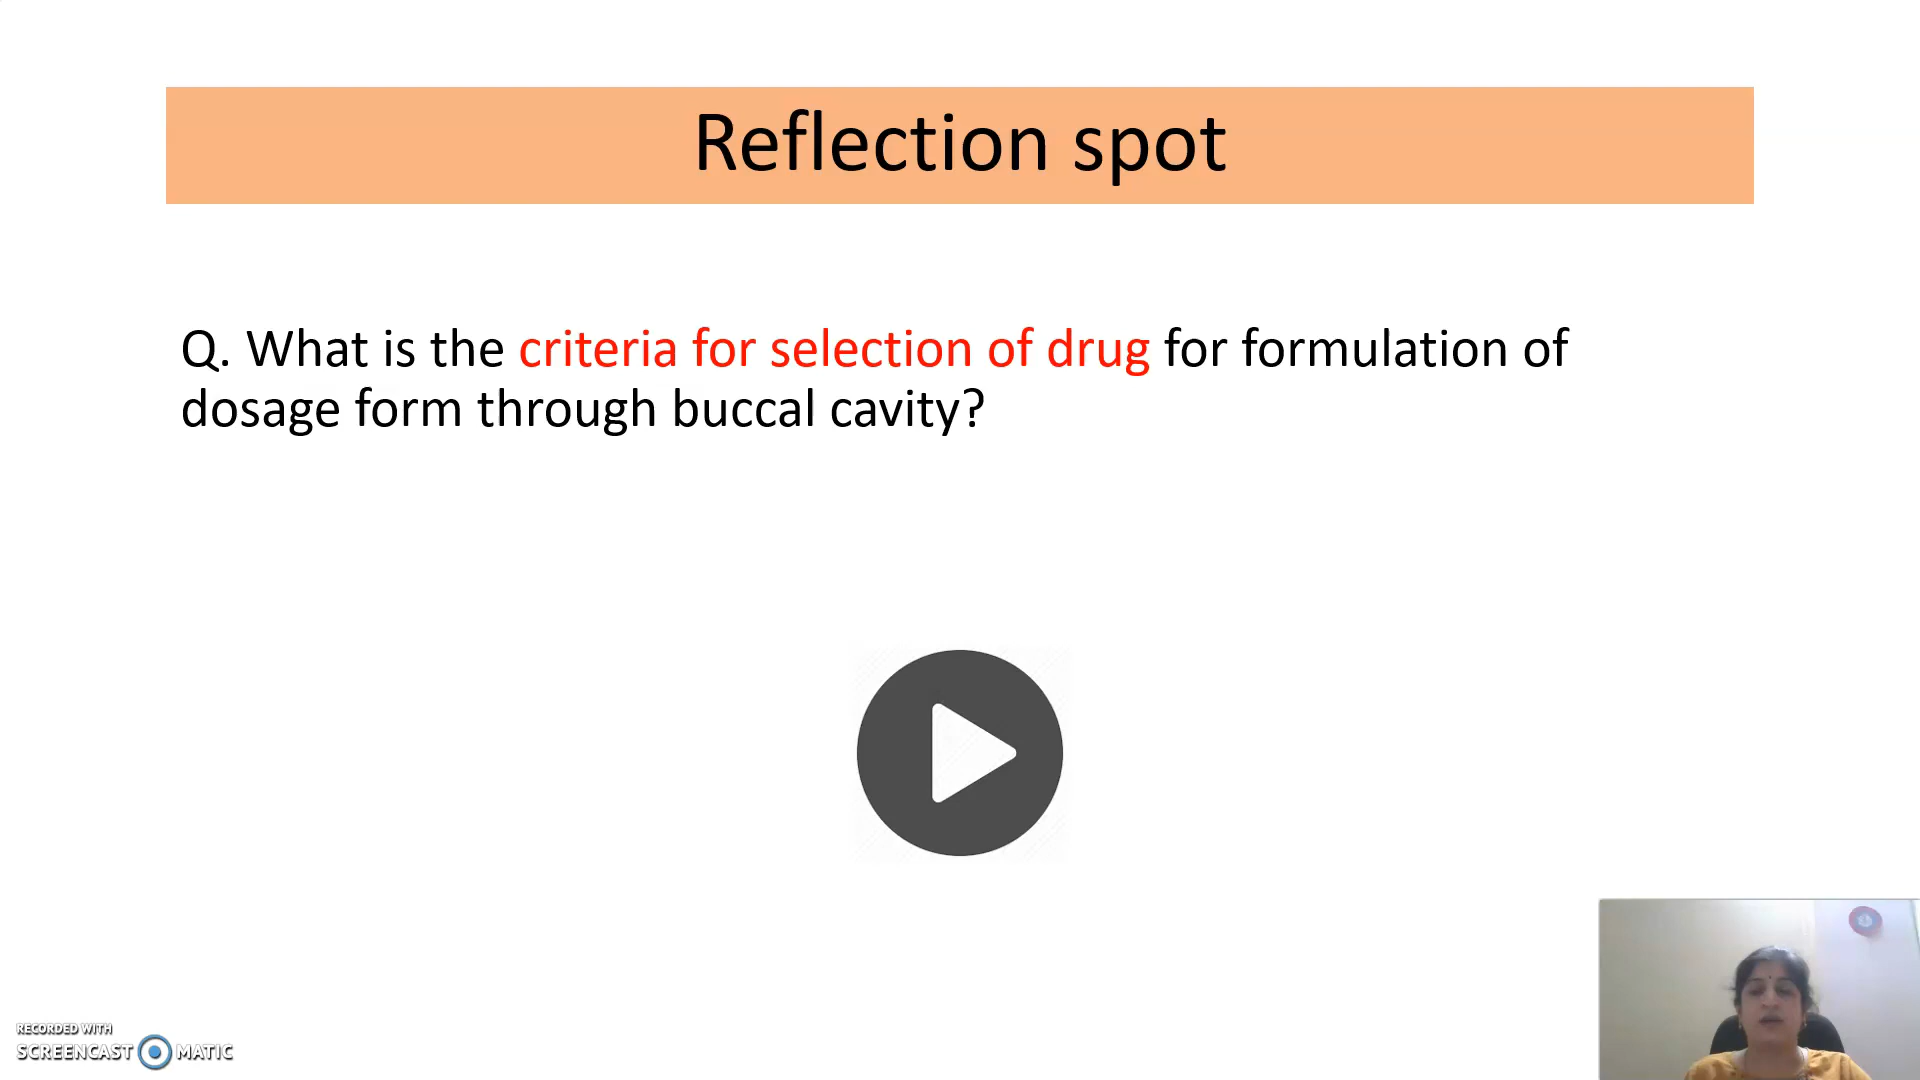 Reflection spot
Q. What is the criteria for selection of drug for formulation of
dosage form through buccal cavity?
RECORDED WITH
SCREENCAST MATIC